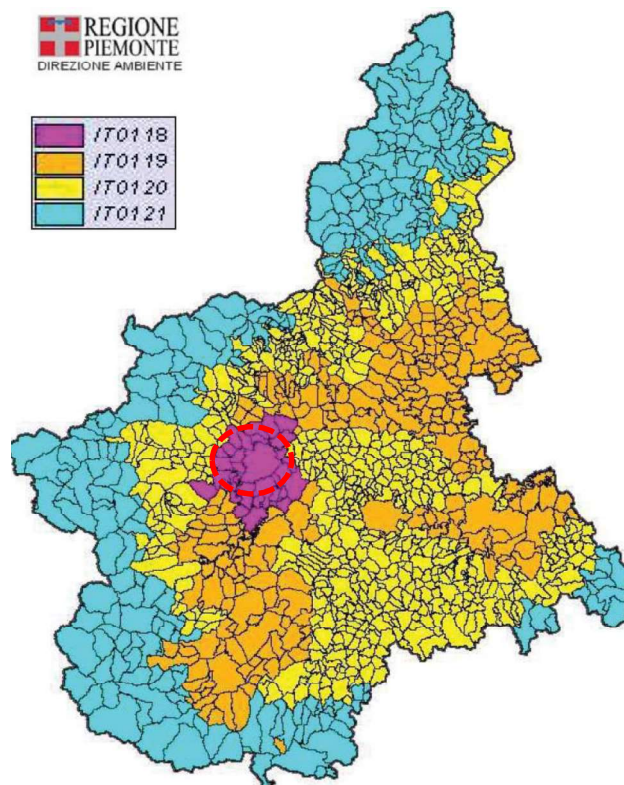 REGIONE
PIEMONTE
DIREZIONE AMBIENTE
IT0118
IT0119
IT0120
IT0121